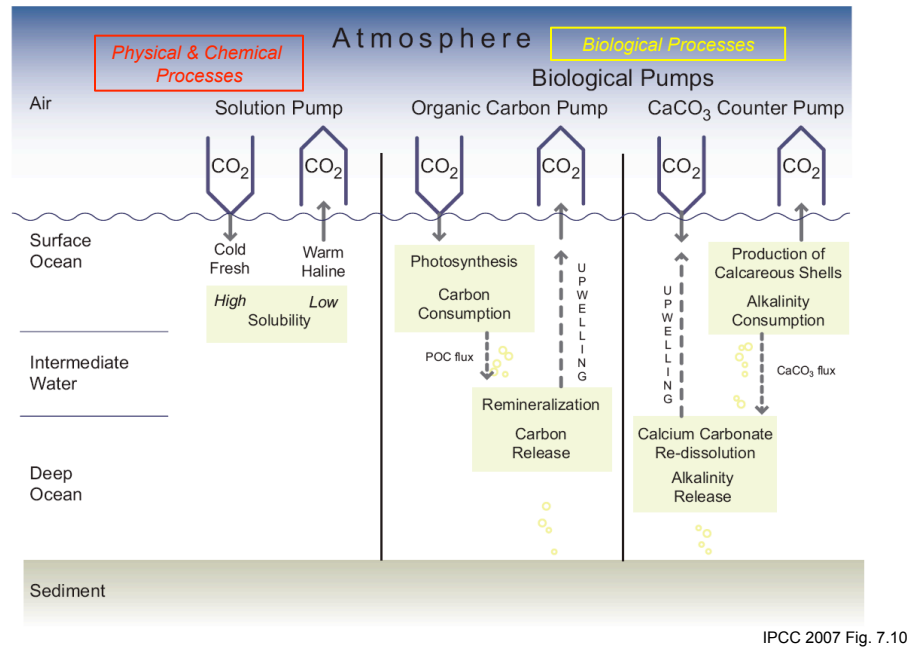 Atmosphere
Physical & Chemical
Processes
Biological Processes
Biological Pumps
Air
Solution Pump
Organic Carbon Pump
CaCO₃ Counter Pump
CO₂
CO₂
CO₂
CO₂
CO₂
CO₂
Surface
Ocean
Cold
Fresh
Warm
Haline
High
Low
Solubility
Photosynthesis
Carbon
Consumption
UPWELLING
UPWELLING
Production of
Calcareous Shells
Alkalinity
Consumption
Intermediate
Water
POC flux
CaCO₃ flux
Remineralization
Carbon
Release
Calcium Carbonate
Re-dissolution
Alkalinity
Release
Deep
Ocean
Sediment
IPCC 2007 Fig. 7.10